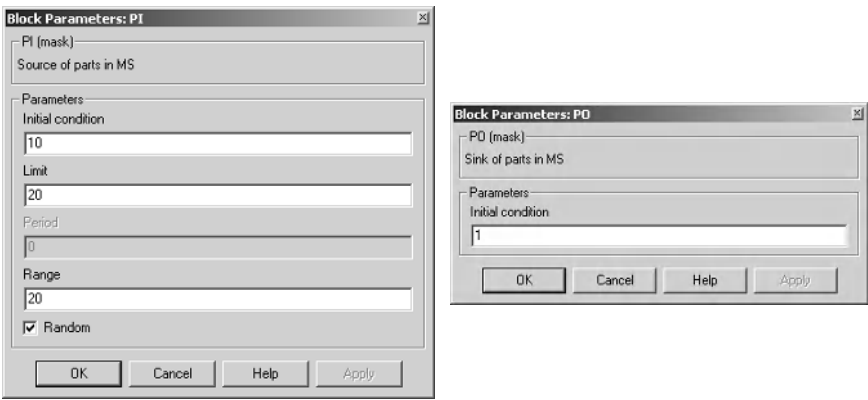 Block Parameters: PI
PI (mask)
Source of parts in MS
Parameters
Initial condition
10
Limit
20
Period
0
Range
20
Random
OK Cancel Help Apply
Block Parameters: PO
PO (mask)
Sink of parts in MS
Parameters
Initial condition
1
OK Cancel Help Apply